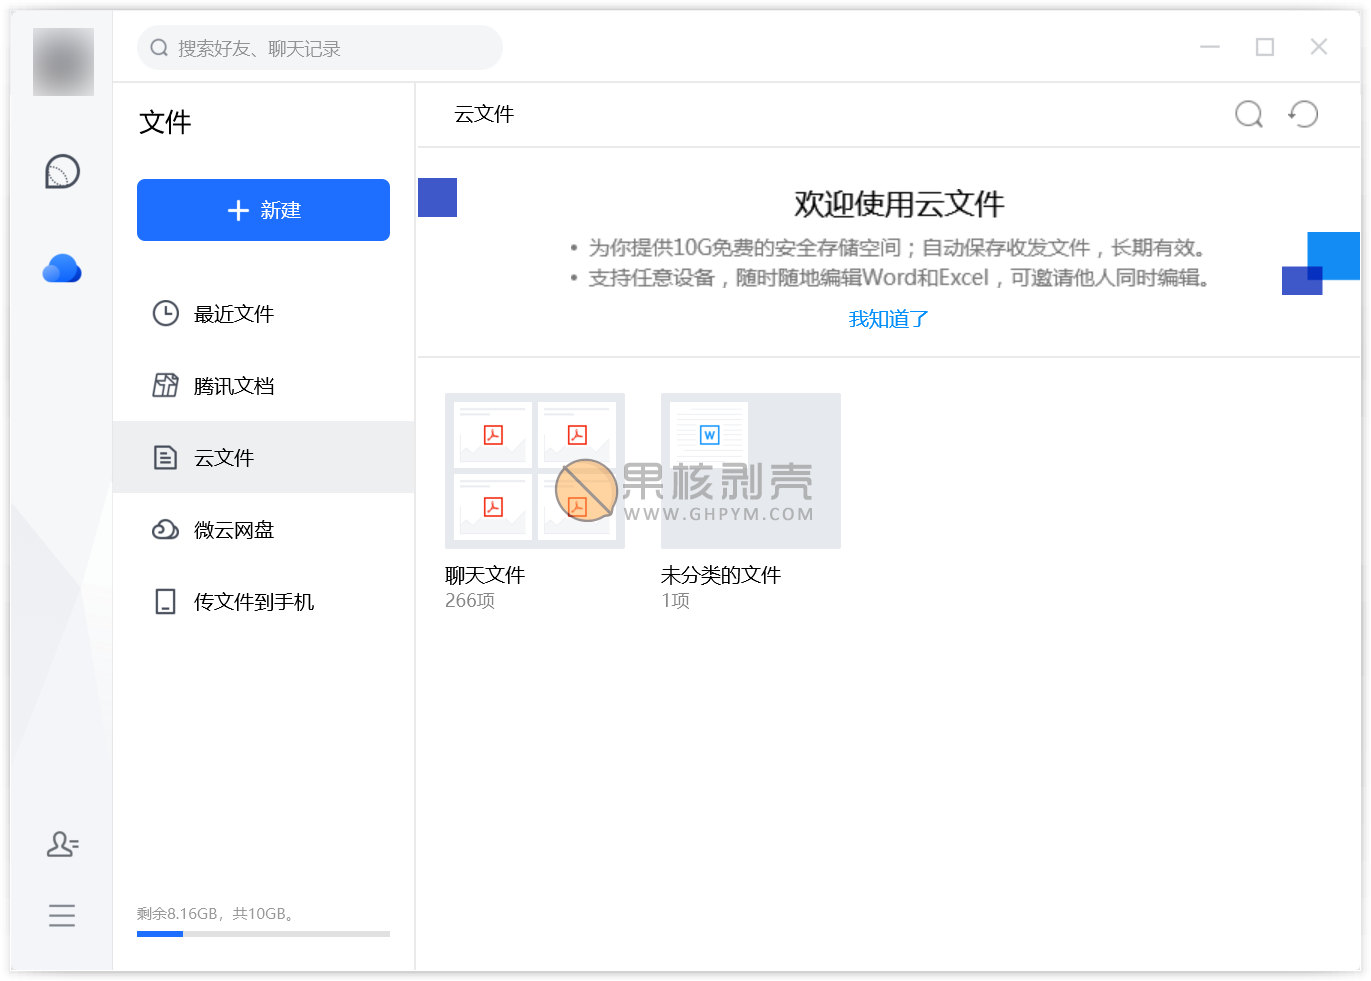 搜索好友、聊天记录
文件
新建
最近文件
腾讯文档
云文件
微云网盘
传文件到手机
剩余8.16GB，共10GB。
云文件
欢迎使用云文件
• 为你提供10G免费的安全存储空间；自动保存收发文件，长期有效。
• 支持任意设备，随时随地编辑Word和Excel，可邀请他人同时编辑。
我知道了
W
果核剥壳
WWW.GHPYM.COM
聊天文件
266项
未分类的文件
1项